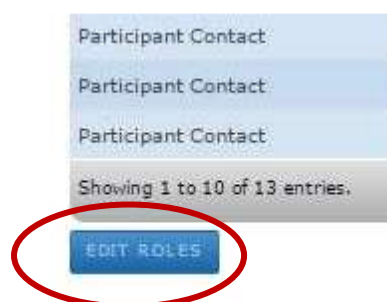 Participant Contact
Participant Contact
Participant Contact
Showing 1 to 10 of 13 entries.
EDIT ROLES